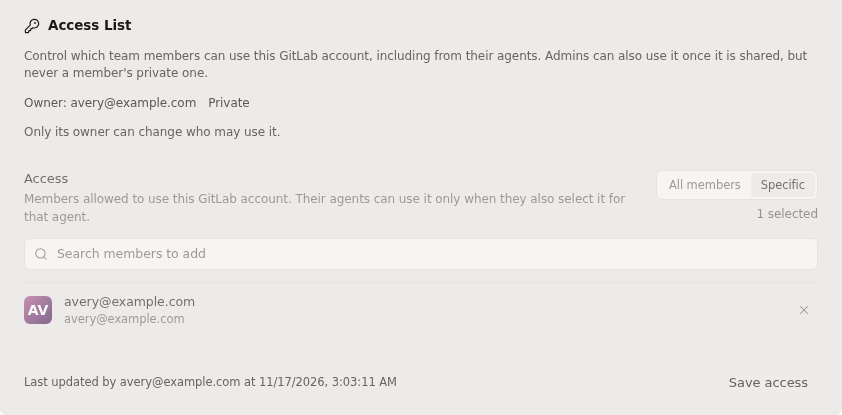 Access List
Control which team members can use this GitLab account, including from their agents. Admins can also use it once it is shared, but
never a member's private one.
Owner: avery@example.com Private
Only its owner can change who may use it.
Access
All members Specific
Members allowed to use this GitLab account. Their agents can use it only when they also select it for
that agent.
1 selected
Search members to add
AV
avery@example.com
avery@example.com
Last updated by avery@example.com at 11/17/2026, 3:03:11 AM
Save access